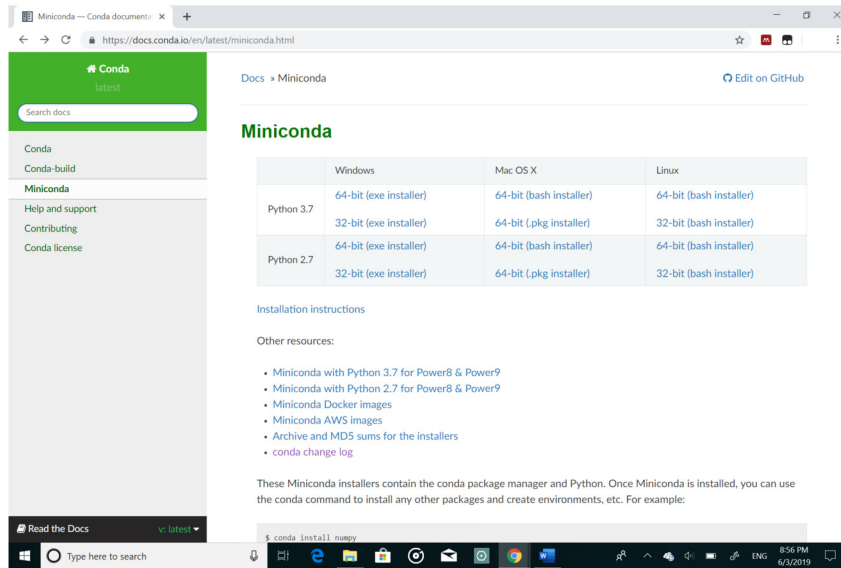 Miniconda — Conda documenta
https://docs.conda.io/en/latest/miniconda.html
Conda
latest
Search docs
Conda
Conda-build
Miniconda
Help and support
Contributing
Conda license
Read the Docs
v: latest
Docs » Miniconda
Edit on GitHub
Miniconda
Windows Mac OS X Linux
Python 3.7
64-bit (exe installer) 64-bit (bash installer) 64-bit (bash installer)
32-bit (exe installer) 64-bit (.pkg installer) 32-bit (bash installer)
Python 2.7
64-bit (exe installer) 64-bit (bash installer) 64-bit (bash installer)
32-bit (exe installer) 64-bit (.pkg installer) 32-bit (bash installer)
Installation instructions
Other resources:
• Miniconda with Python 3.7 for Power8 & Power9
• Miniconda with Python 2.7 for Power8 & Power9
• Miniconda Docker images
• Miniconda AWS images
• Archive and MD5 sums for the installers
• conda change log
These Miniconda installers contain the conda package manager and Python. Once Miniconda is installed, you can use
the conda command to install any other packages and create environments, etc. For example:
$ conda install numpy
Type here to search
ENG
8:56 PM
6/3/2019